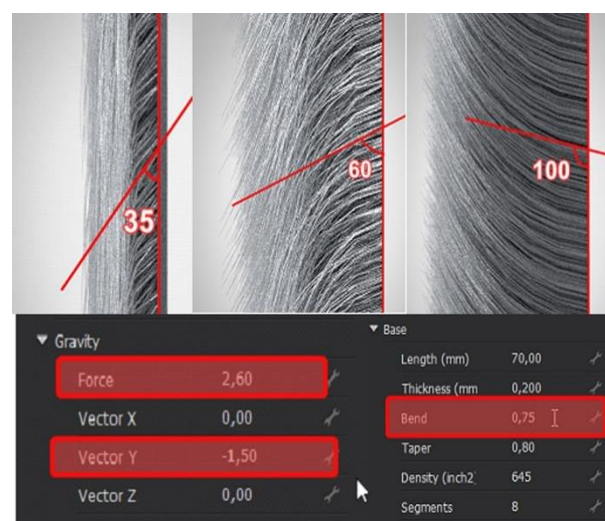 35
60
100
Gravity
Force 2,60
Vector X 0,00
Vector Y -1,50
Vector Z 0,00
Base
Length (mm) 70,00
Thickness (mm 0,200
Bend 0,75
Taper 0,80
Density (inch2 645
Segments 8